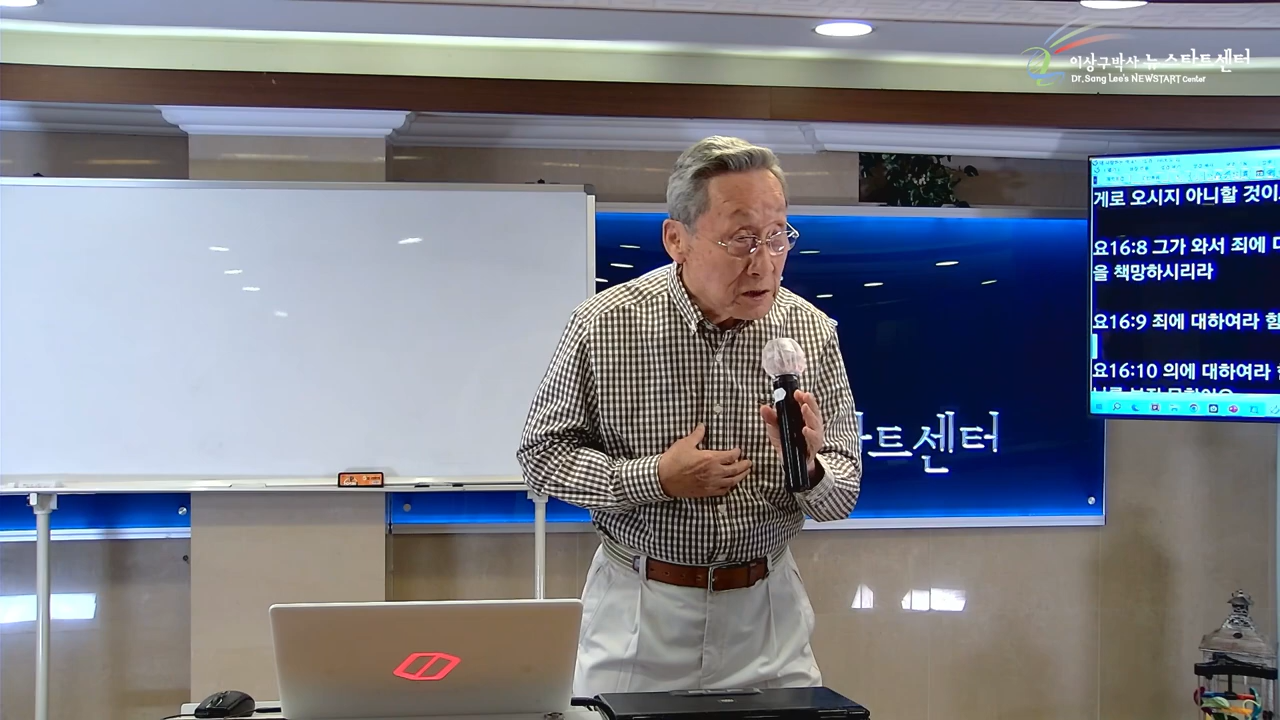 이상구박사 뉴스타트센터
Dr. Sang Lee's NEWSTART Center
게로 오시지 아니할 것이
요16:8 그가 와서 죄에
을 책망하시리라
요16:9 죄에 대하여라
요16:10 의에 대하여라
트센터